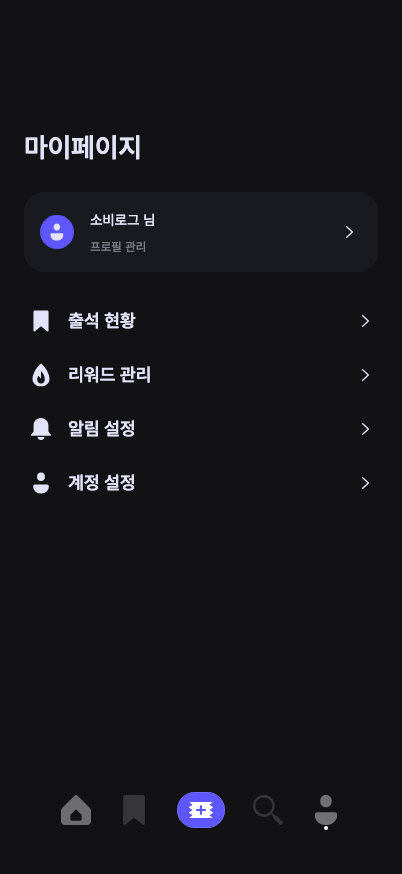 마이페이지
소비로그 님
프로필 관리
출석 현황
리워드 관리
알림 설정
계정 설정